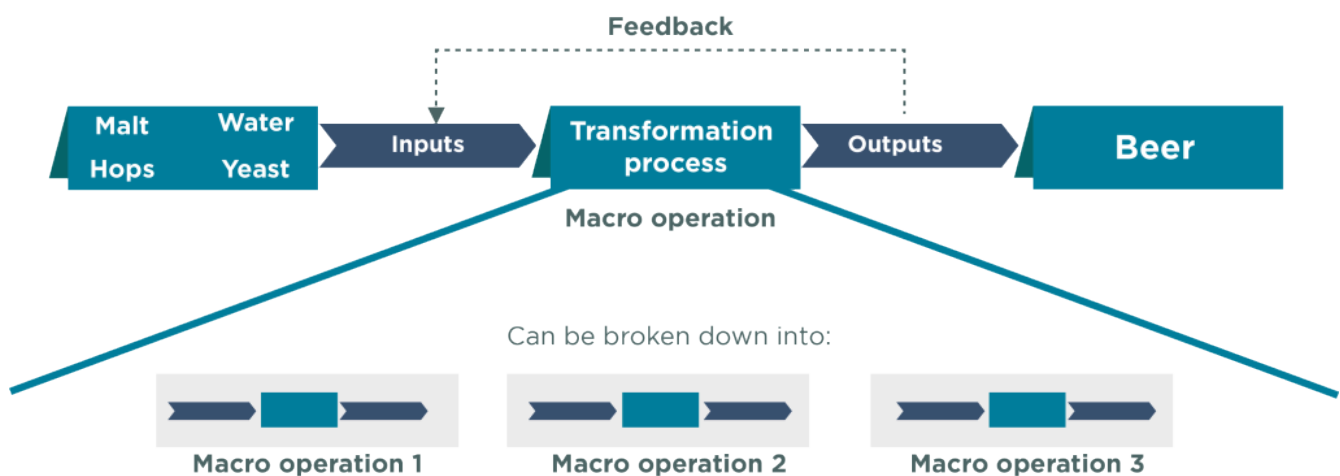 Feedback
Malt Water
Hops Yeast
Inputs
Transformation
process
Outputs
Beer
Macro operation
Can be broken down into:
Macro operation 1
Macro operation 2
Macro operation 3